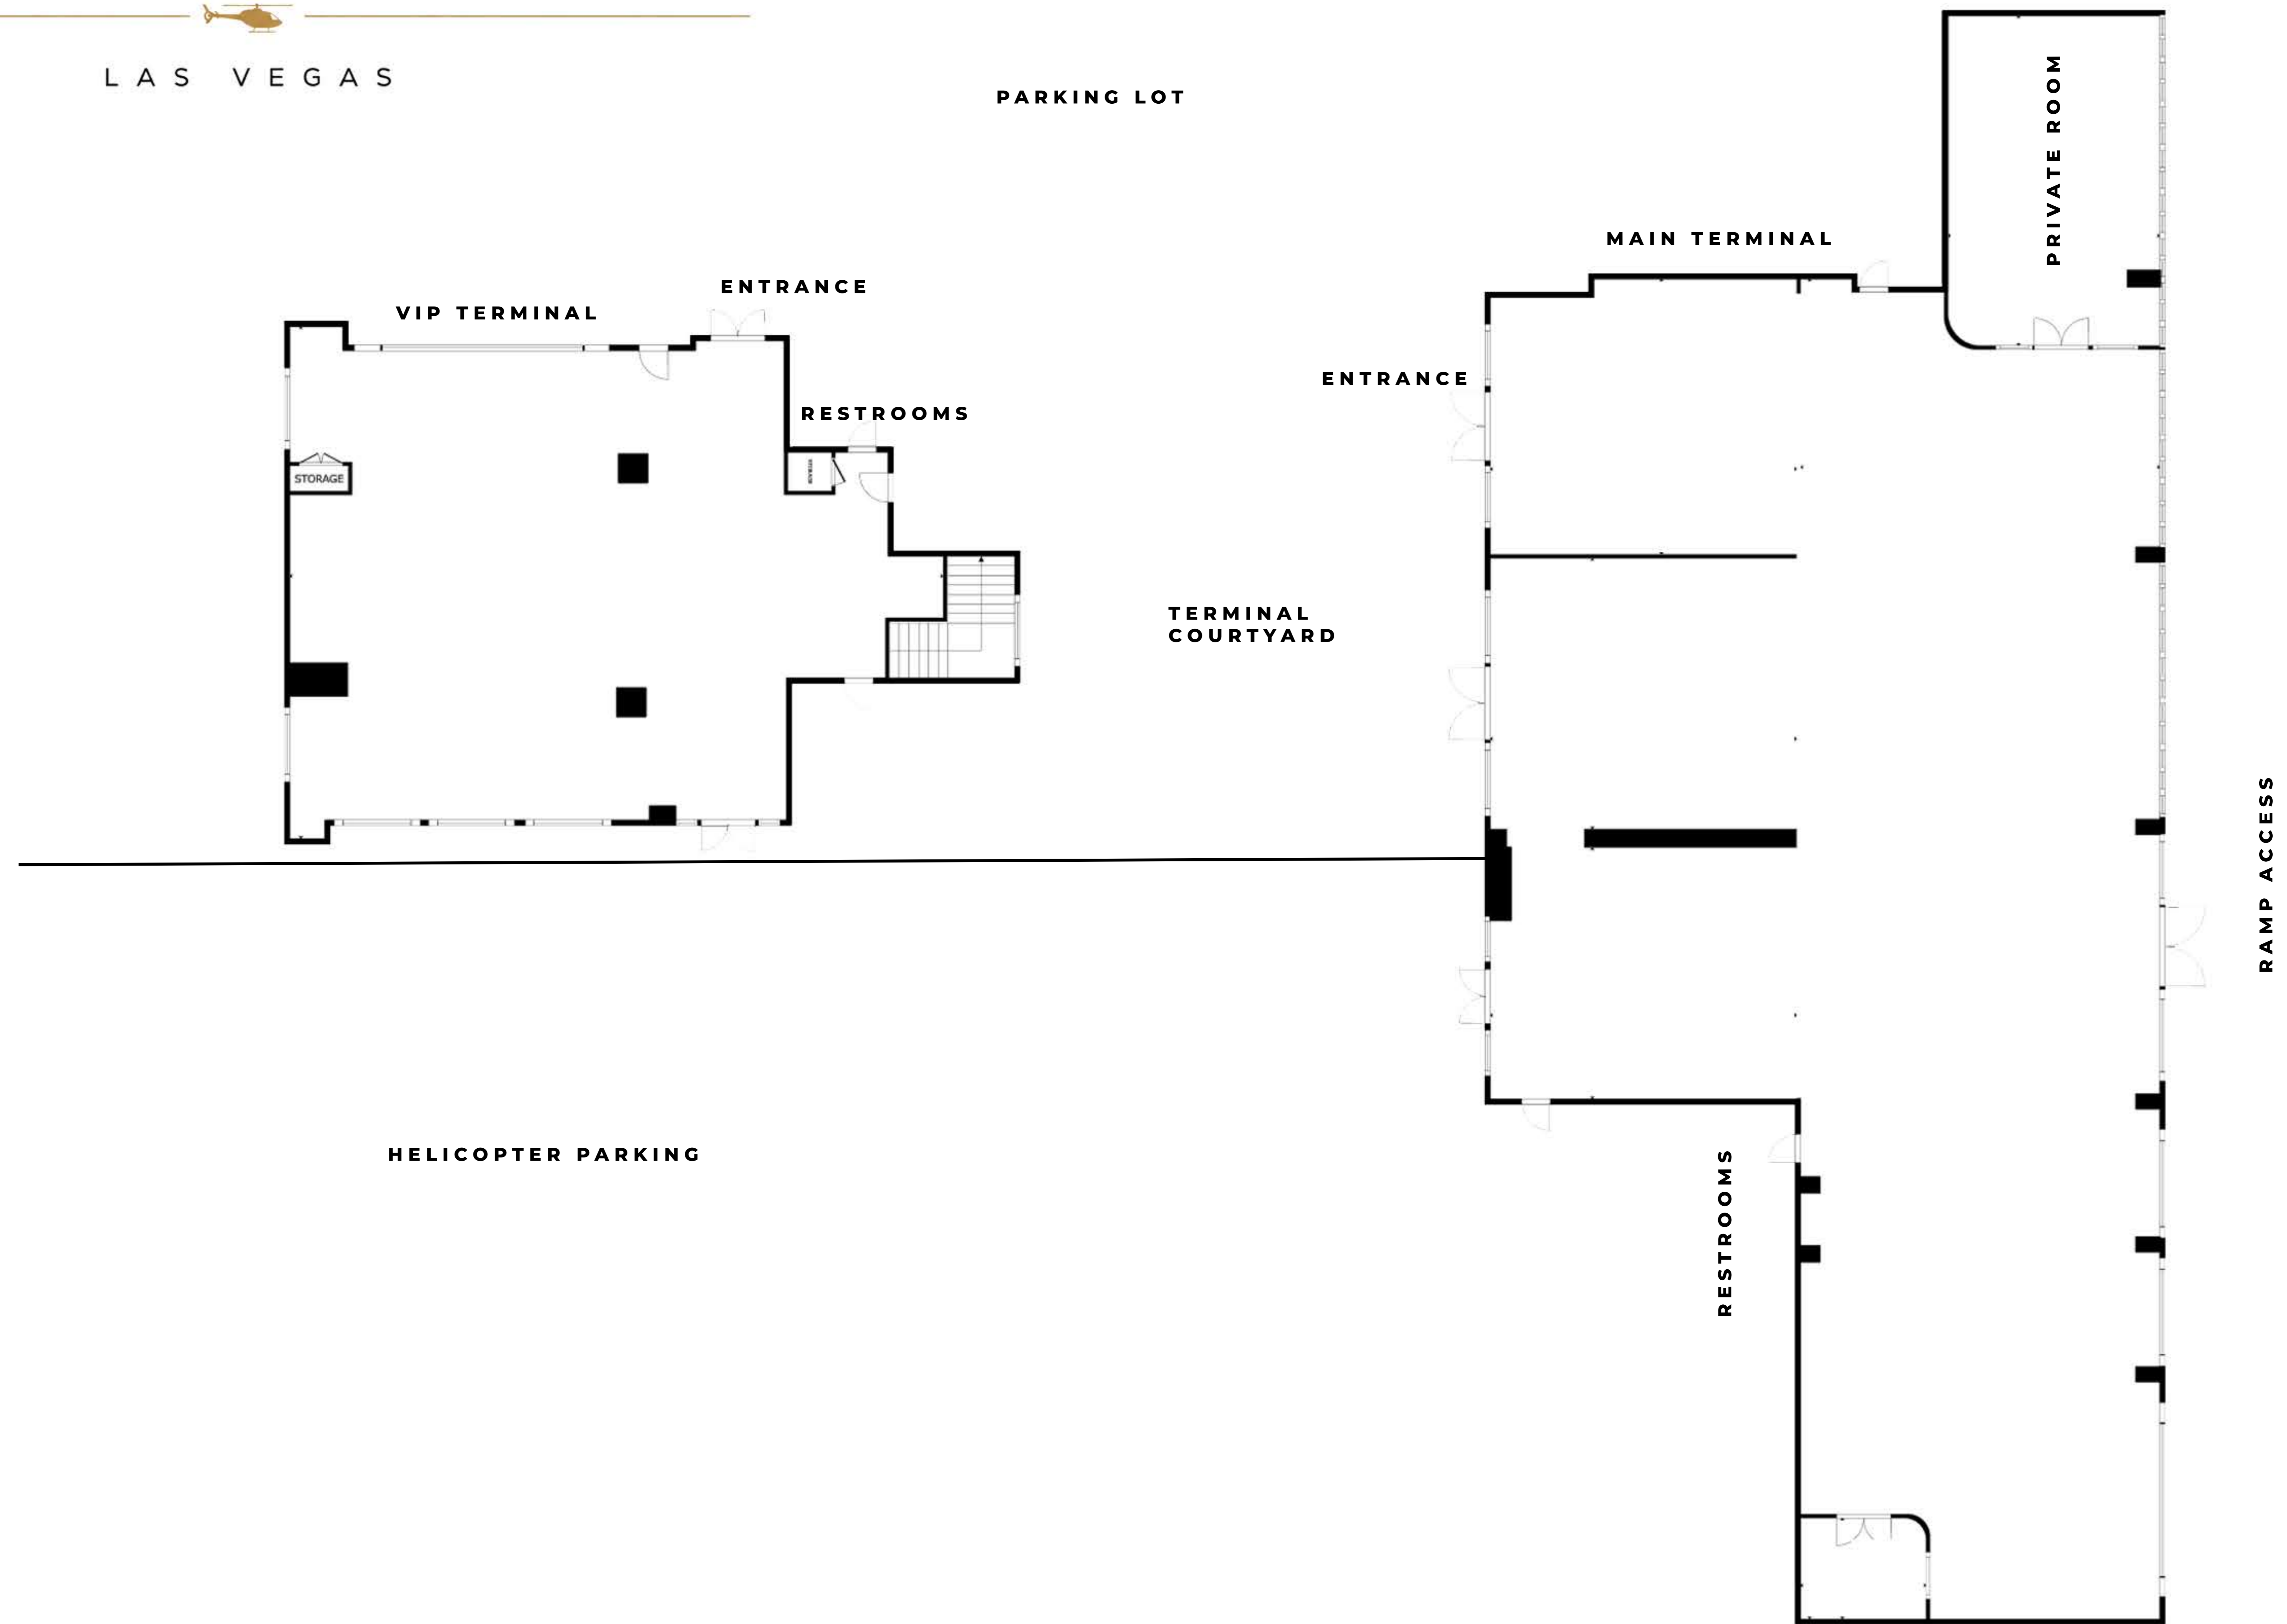 LAS VEGAS
PARKING LOT
PRIVATE ROOM
MAIN TERMINAL
ENTRANCE
VIP TERMINAL
ENTRANCE
RESTROOMS
STORAGE
TERMINAL
COURTYARD
RAMP ACCESS
HELICOPTER PARKING
RESTROOMS